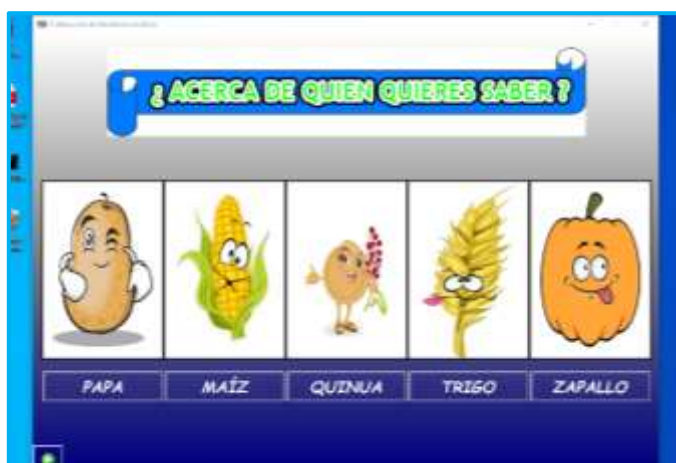 ¿ ACERCA DE QUIEN QUIERES SABER ?
PAPA
MAÍZ
QUINUA
TRIGO
ZAPALLO